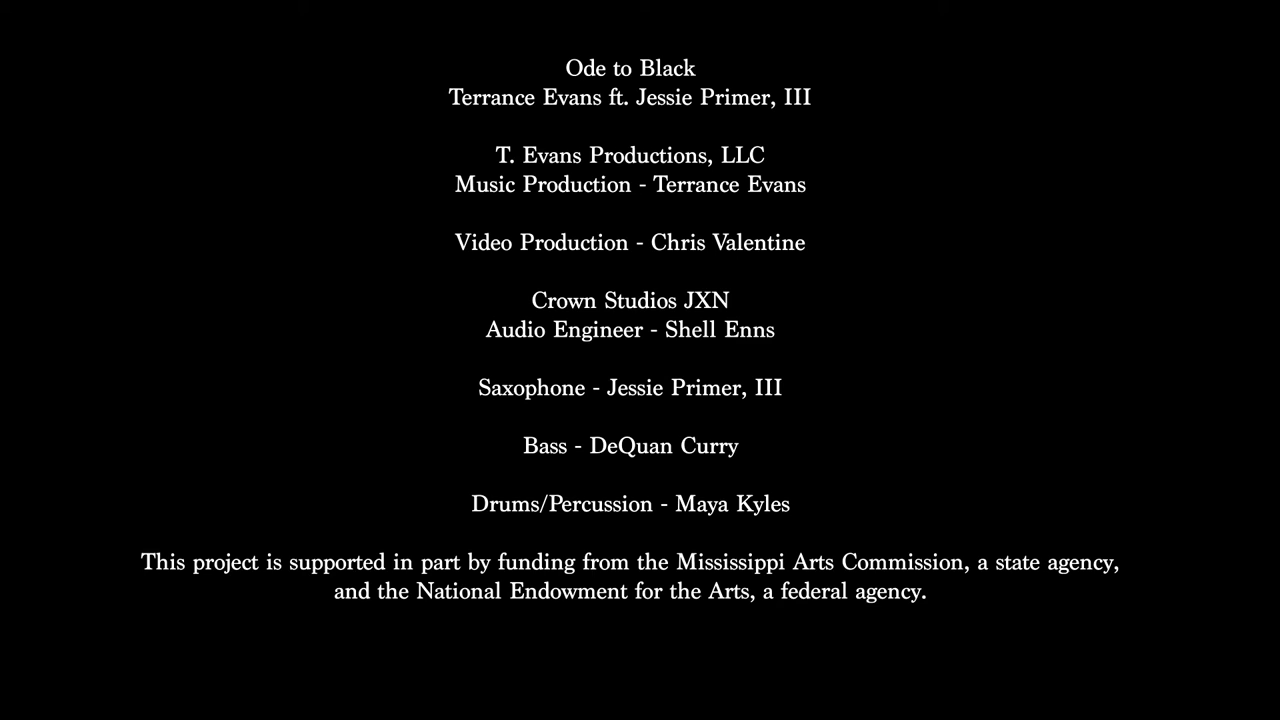 Ode to Black
Terrance Evans ft. Jessie Primer, III
T. Evans Productions, LLC
Music Production - Terrance Evans
Video Production - Chris Valentine
Crown Studios JXN
Audio Engineer - Shell Enns
Saxophone - Jessie Primer, III
Bass - DeQuan Curry
Drums/Percussion - Maya Kyles
This project is supported in part by funding from the Mississippi Arts Commission, a state agency,
and the National Endowment for the Arts, a federal agency.